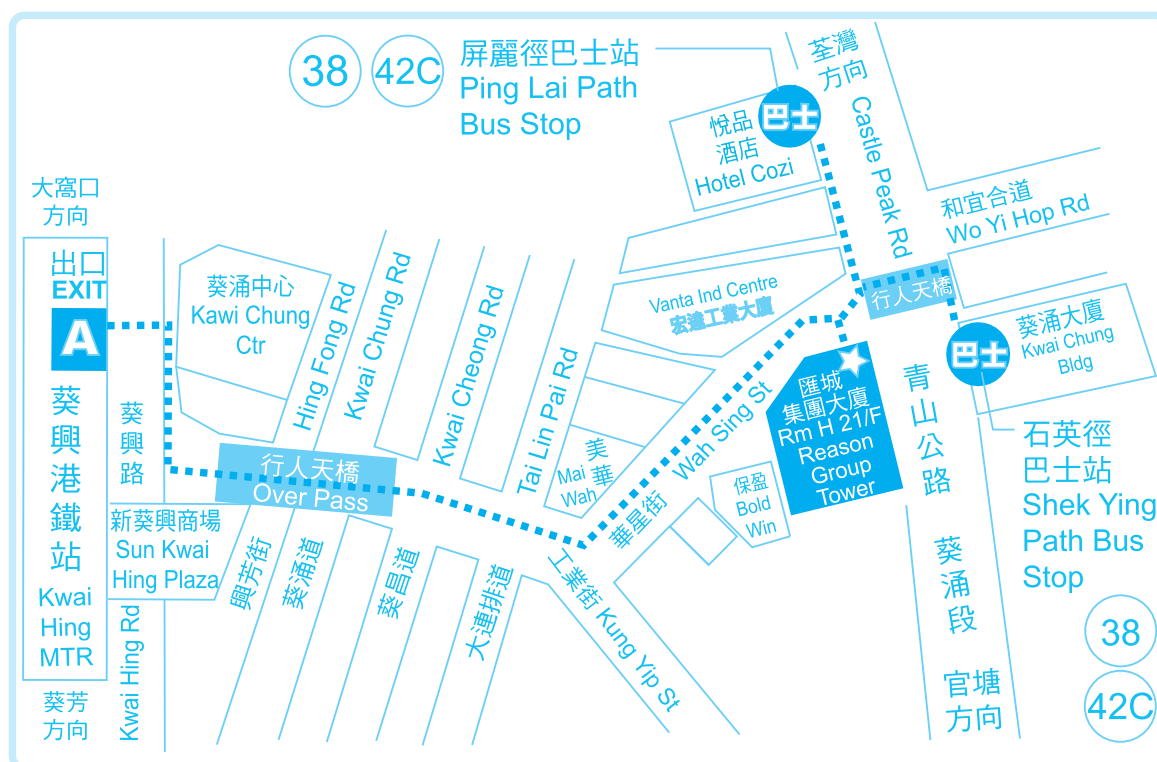 38
42C
屏麗徑巴士站
Ping Lai Path
Bus Stop
荃灣
方向
Castle Peak Rd
巴士
悅品
酒店
Hotel Cozi
和宜合道
Wo Yi Hop Rd
大窩口
方向
出口
EXIT
A
葵興港鐵站
Kwai
Hing
MTR
葵芳
方向
葵興路
Kwai Hing Rd
葵涌中心
Kawi Chung
Ctr
Hing Fong Rd
Kwai Chung Rd
Kwai Cheong Rd
Tai Lin Pai Rd
行人天橋
Over Pass
新葵興商場
Sun Kwai
Hing Plaza
興芳街
葵涌道
葵昌道
大連排道
工業街 Kung Yip St
美華
Mai
Wah
華星街 Wah Sing St
Vanta Ind Centre
宏達工業大廈
保盈
Bold
Win
匯城
集團大廈
Rm H 21/F
Reason
Group
Tower
行人天橋
巴士
葵涌大廈
Kwai Chung
Bldg
青山公路
葵涌段
官塘
方向
石英徑
巴士站
Shek Ying
Path Bus
Stop
38
42C